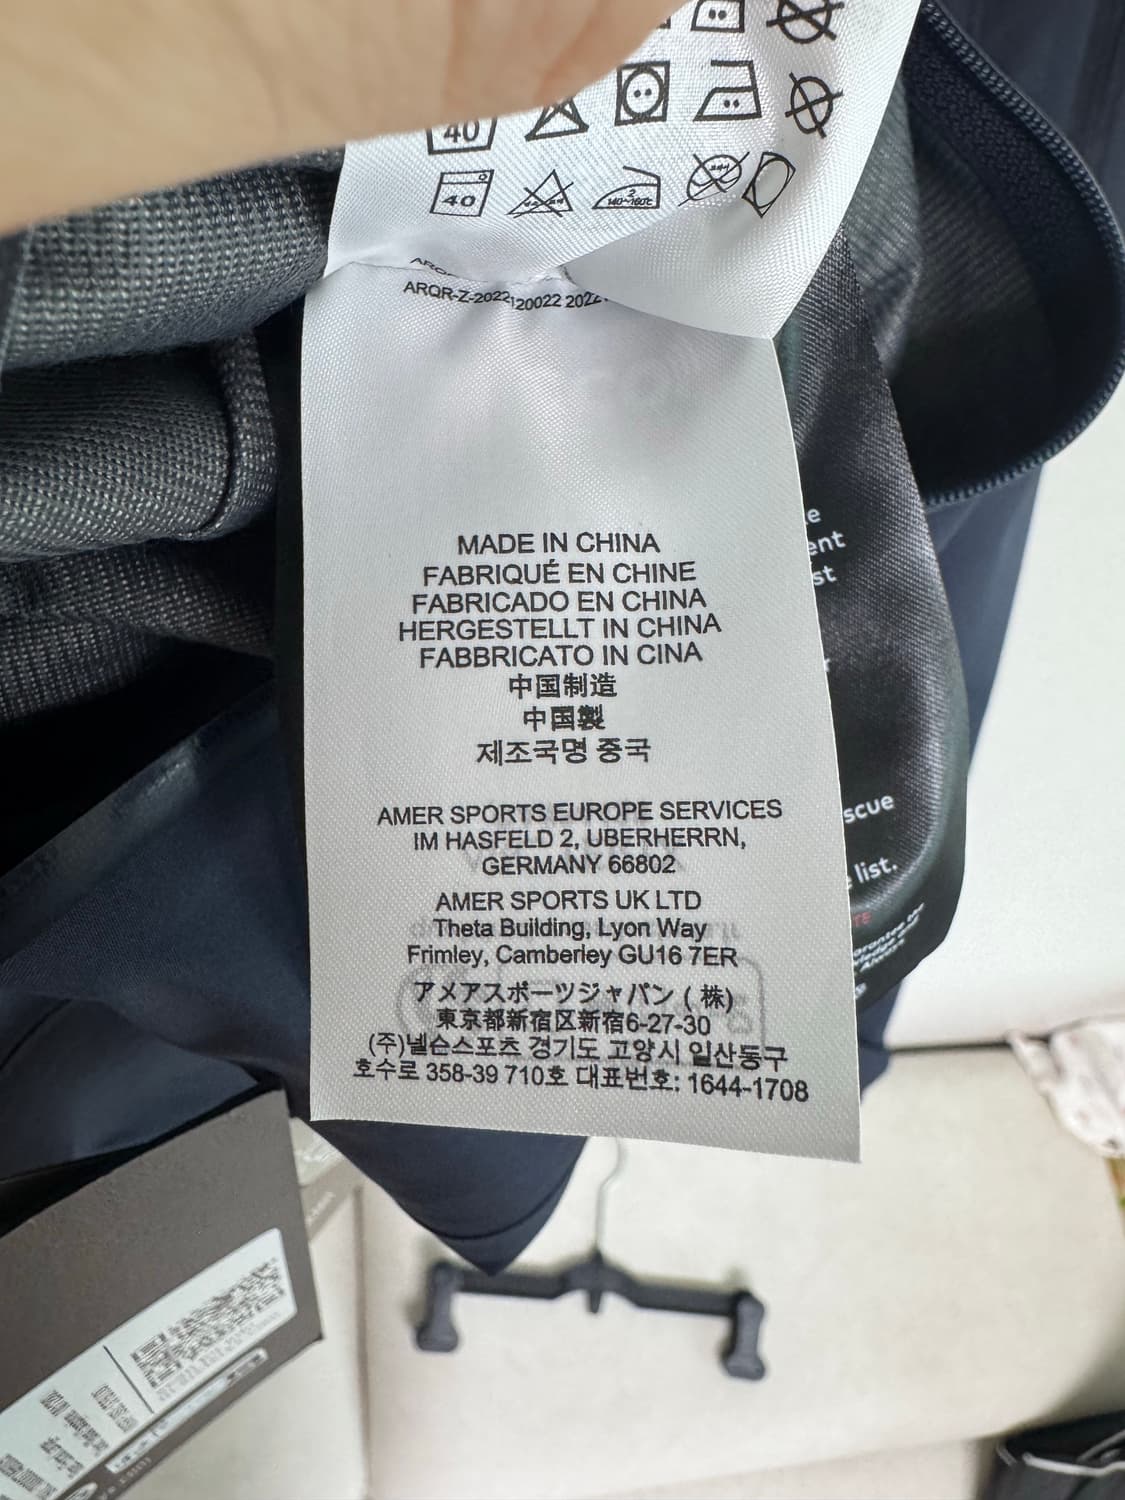 40
40
ARQR-Z-2022120022 2022
MADE IN CHINA
FABRIQUÉ EN CHINE
FABRICADO EN CHINA
HERGESTELLT IN CHINA
FABBRICATO IN CINA
中国制造
中国製
제조국명 중국
AMER SPORTS EUROPE SERVICES
IM HASFELD 2, UBERHERRN,
GERMANY 66802
AMER SPORTS UK LTD
Theta Building, Lyon Way
Frimley, Camberley GU16 7ER
アメアスポーツジャパン ( 株)
東京都新宿区新宿6-27-30
(주)넬슨스포츠 경기도 고양시 일산동구
호수로 358-39 710호 대표번호: 1644-1708
scue
list.